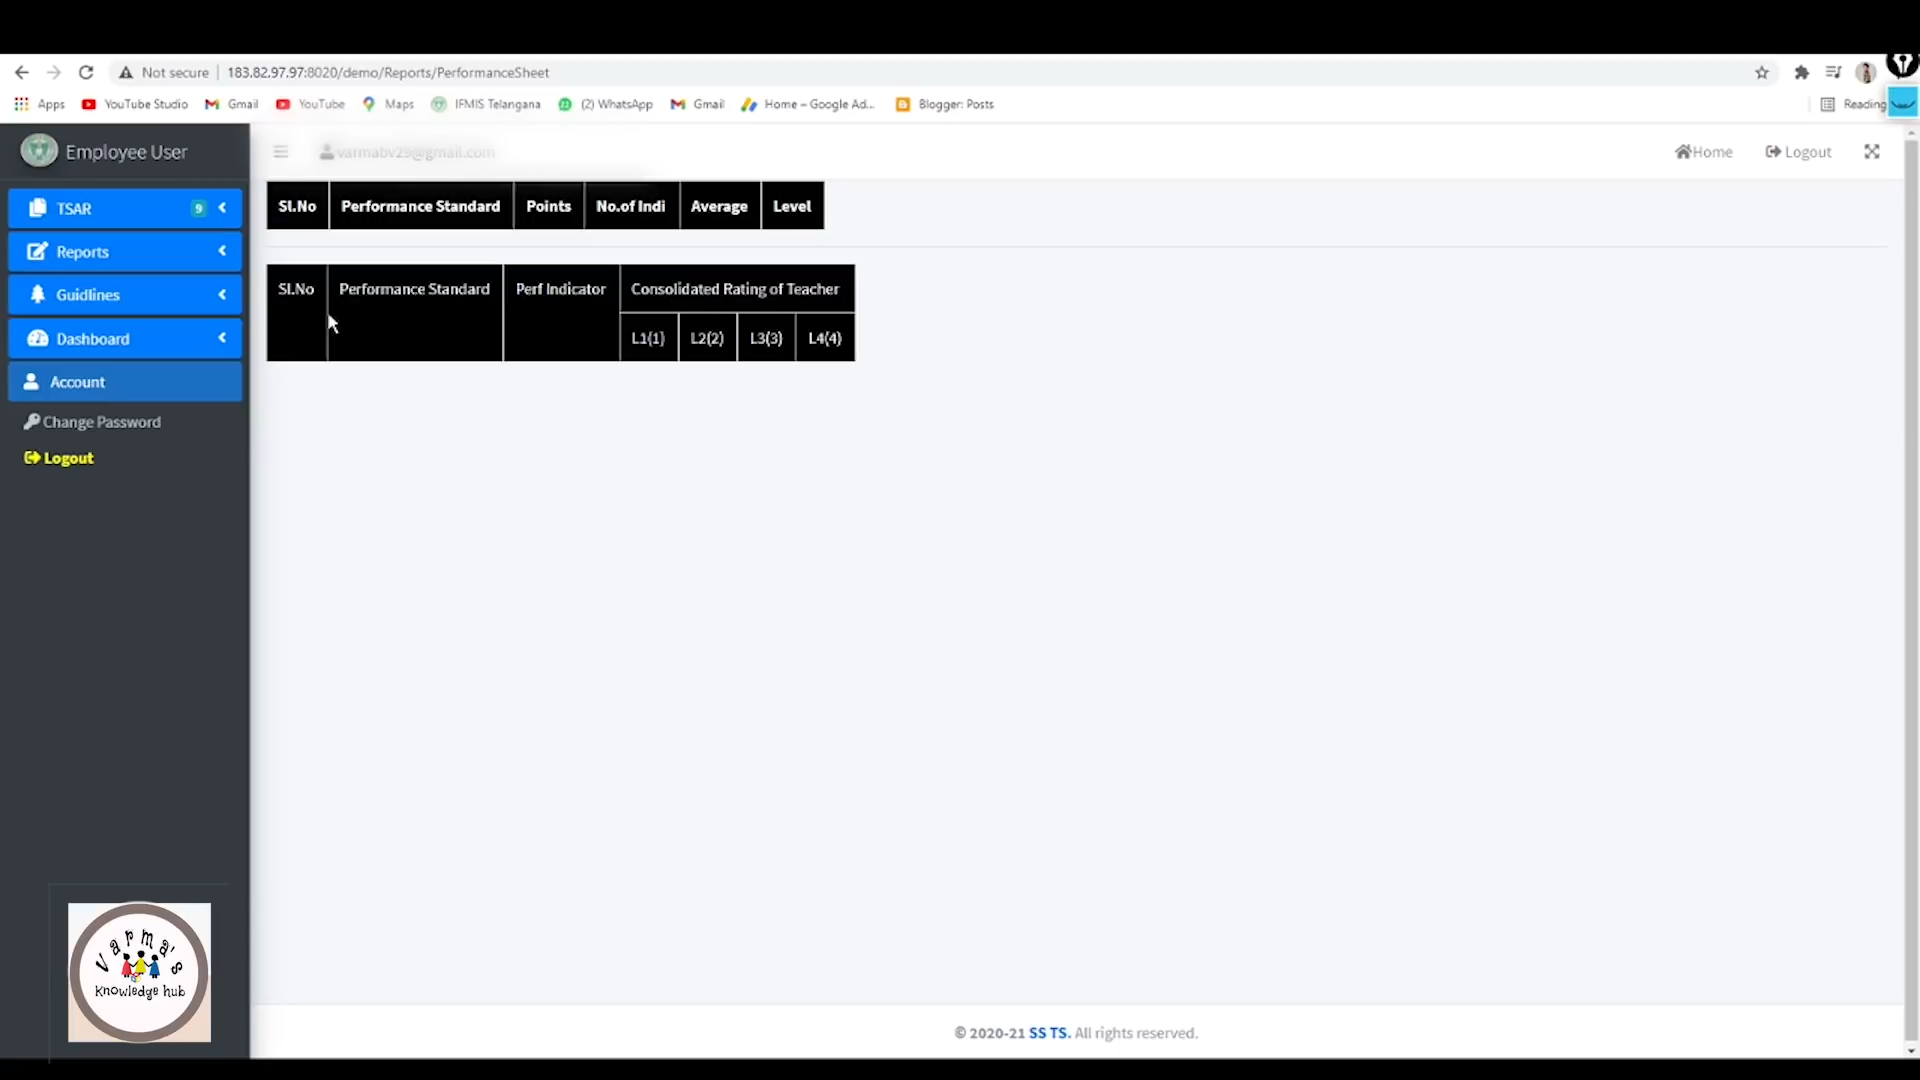 Not secure | 183.82.97.97:8020/demo/Reports/PerformanceSheet
Apps YouTube Studio Gmail YouTube Maps IFMIS Telangana (2) WhatsApp Gmail Home – Google Ad... Blogger: Posts Reading
Employee User varmabv29@gmail.com Home Logout
TSAR 9
Reports
Guidlines
Dashboard
Account
Change Password
Logout
Sl.No Performance Standard Points No.of Indi Average Level
Sl.No Performance Standard Perf Indicator Consolidated Rating of Teacher
L1(1) L2(2) L3(3) L4(4)
Varma's
Knowledge hub
© 2020-21 SS TS. All rights reserved.